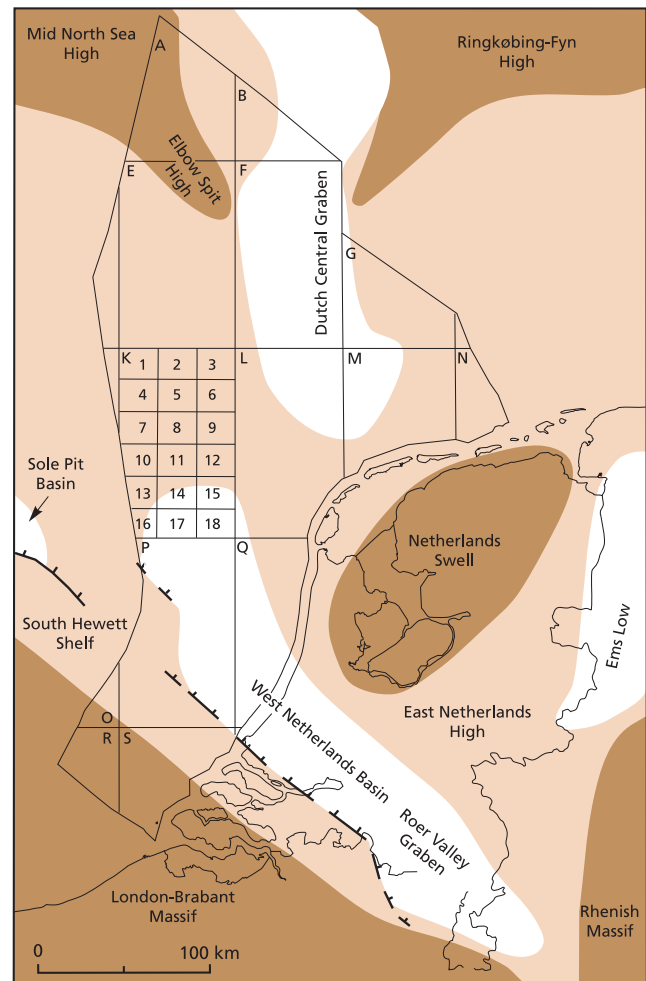 Mid North Sea
High
A
Ringkøbing-Fyn
High
B
E
Elbow Spit
High
F
Dutch Central Graben
G
K
L
M
N
1 2 3
4 5 6
7 8 9
10 11 12
13 14 15
16 17 18
Sole Pit
Basin
P
Q
Netherlands
Swell
South Hewett
Shelf
Ems Low
East Netherlands
High
West Netherlands Basin
O
R S
Roer Valley
Graben
London-Brabant
Massif
Rhenish
Massif
0 100 km